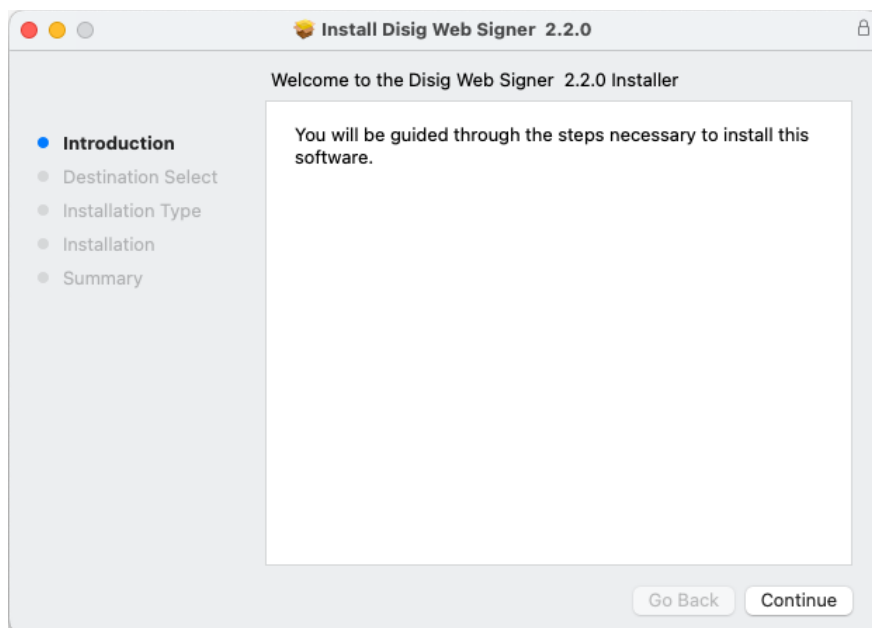 Install Disig Web Signer 2.2.0
Welcome to the Disig Web Signer 2.2.0 Installer
Introduction
Destination Select
Installation Type
Installation
Summary
You will be guided through the steps necessary to install this
software.
Go Back
Continue